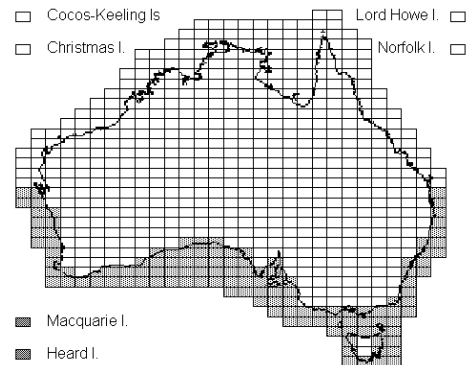 Cocos-Keeling Is
Lord Howe I.
Christmas I.
Norfolk I.
Macquarie I.
Heard I.